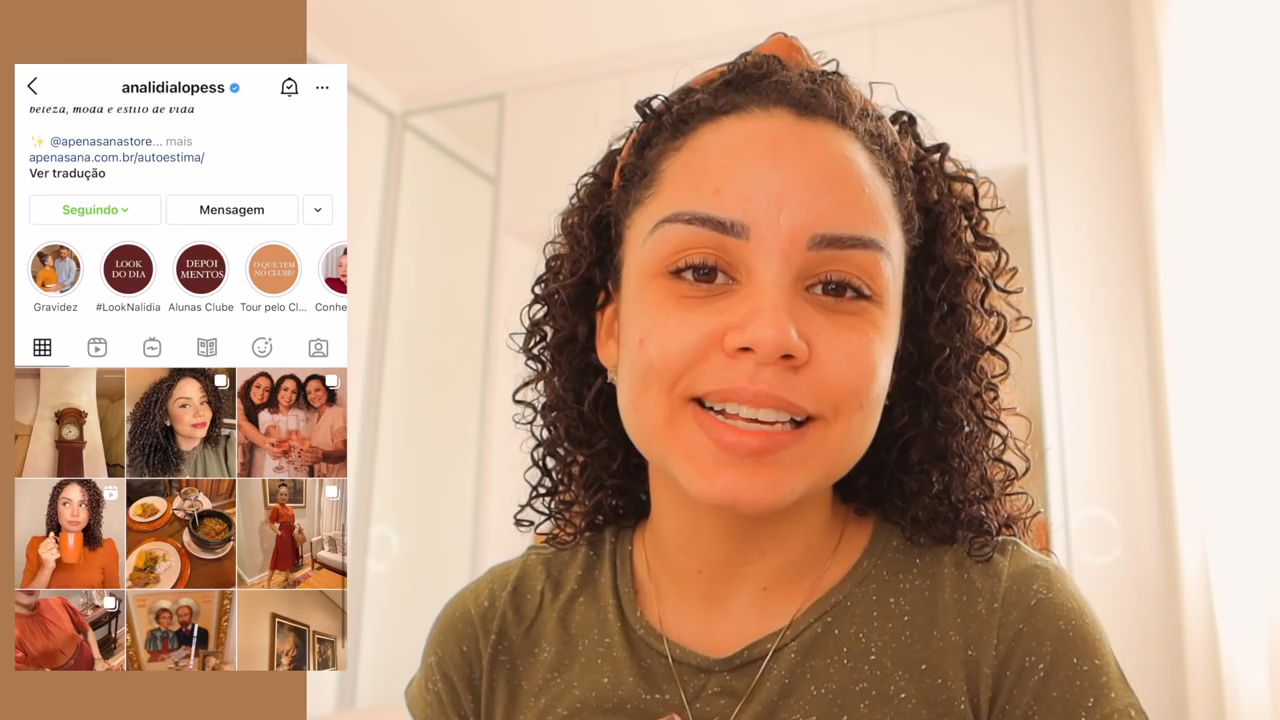 analidialopess
beleza, moda e estilo de vida
✨ @apenasanastore... mais
apenasana.com.br/autoestima/
Ver tradução
Seguindo
Mensagem
LOOK
DO DIA
DEPOI
MENTOS
O QUE TEM
NO CLUBE?
Gravidez
#LookNalidia
Alunas Clube
Tour pelo Cl...
Conhe